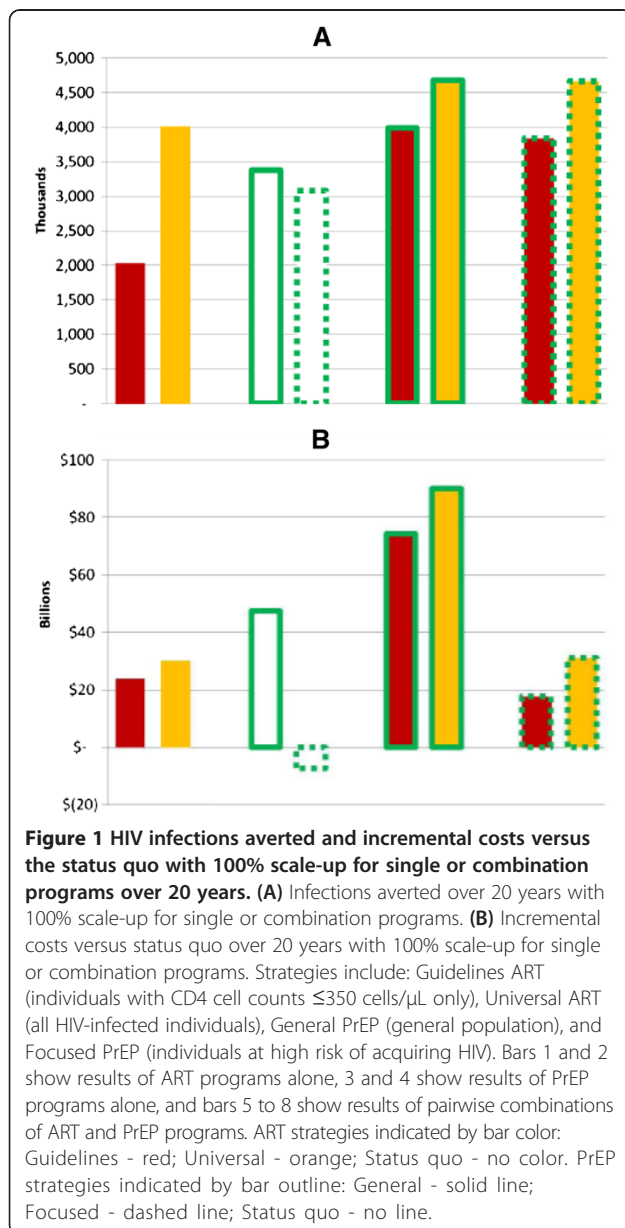 A
5,000
4,500
4,000
3,500
3,000
2,500
2,000
1,500
1,000
500
-
Thousands
B
$100
$80
$60
$40
$20
$-
$(20)
Billions
Figure 1 HIV infections averted and incremental costs versus
the status quo with 100% scale-up for single or combination
programs over 20 years. (A) Infections averted over 20 years with
100% scale-up for single or combination programs. (B) Incremental
costs versus status quo over 20 years with 100% scale-up for single
or combination programs. Strategies include: Guidelines ART
(individuals with CD4 cell counts ≤350 cells/μL only), Universal ART
(all HIV-infected individuals), General PrEP (general population), and
Focused PrEP (individuals at high risk of acquiring HIV). Bars 1 and 2
show results of ART programs alone, 3 and 4 show results of PrEP
programs alone, and bars 5 to 8 show results of pairwise combinations
of ART and PrEP programs. ART strategies indicated by bar color:
Guidelines - red; Universal - orange; Status quo - no color. PrEP
strategies indicated by bar outline: General - solid line;
Focused - dashed line; Status quo - no line.